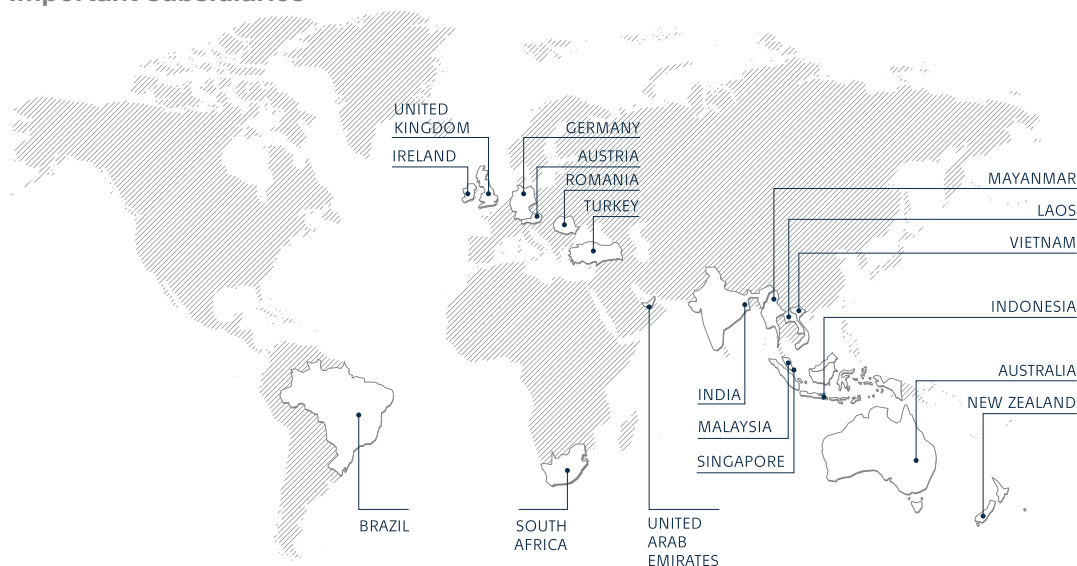 Important subsidiaries
UNITED
KINGDOM
GERMANY
IRELAND
AUSTRIA
ROMANIA
TURKEY
MAYANMAR
LAOS
VIETNAM
INDONESIA
AUSTRALIA
NEW ZEALAND
INDIA
MALAYSIA
SINGAPORE
BRAZIL
SOUTH
AFRICA
UNITED
ARAB
EMIRATES